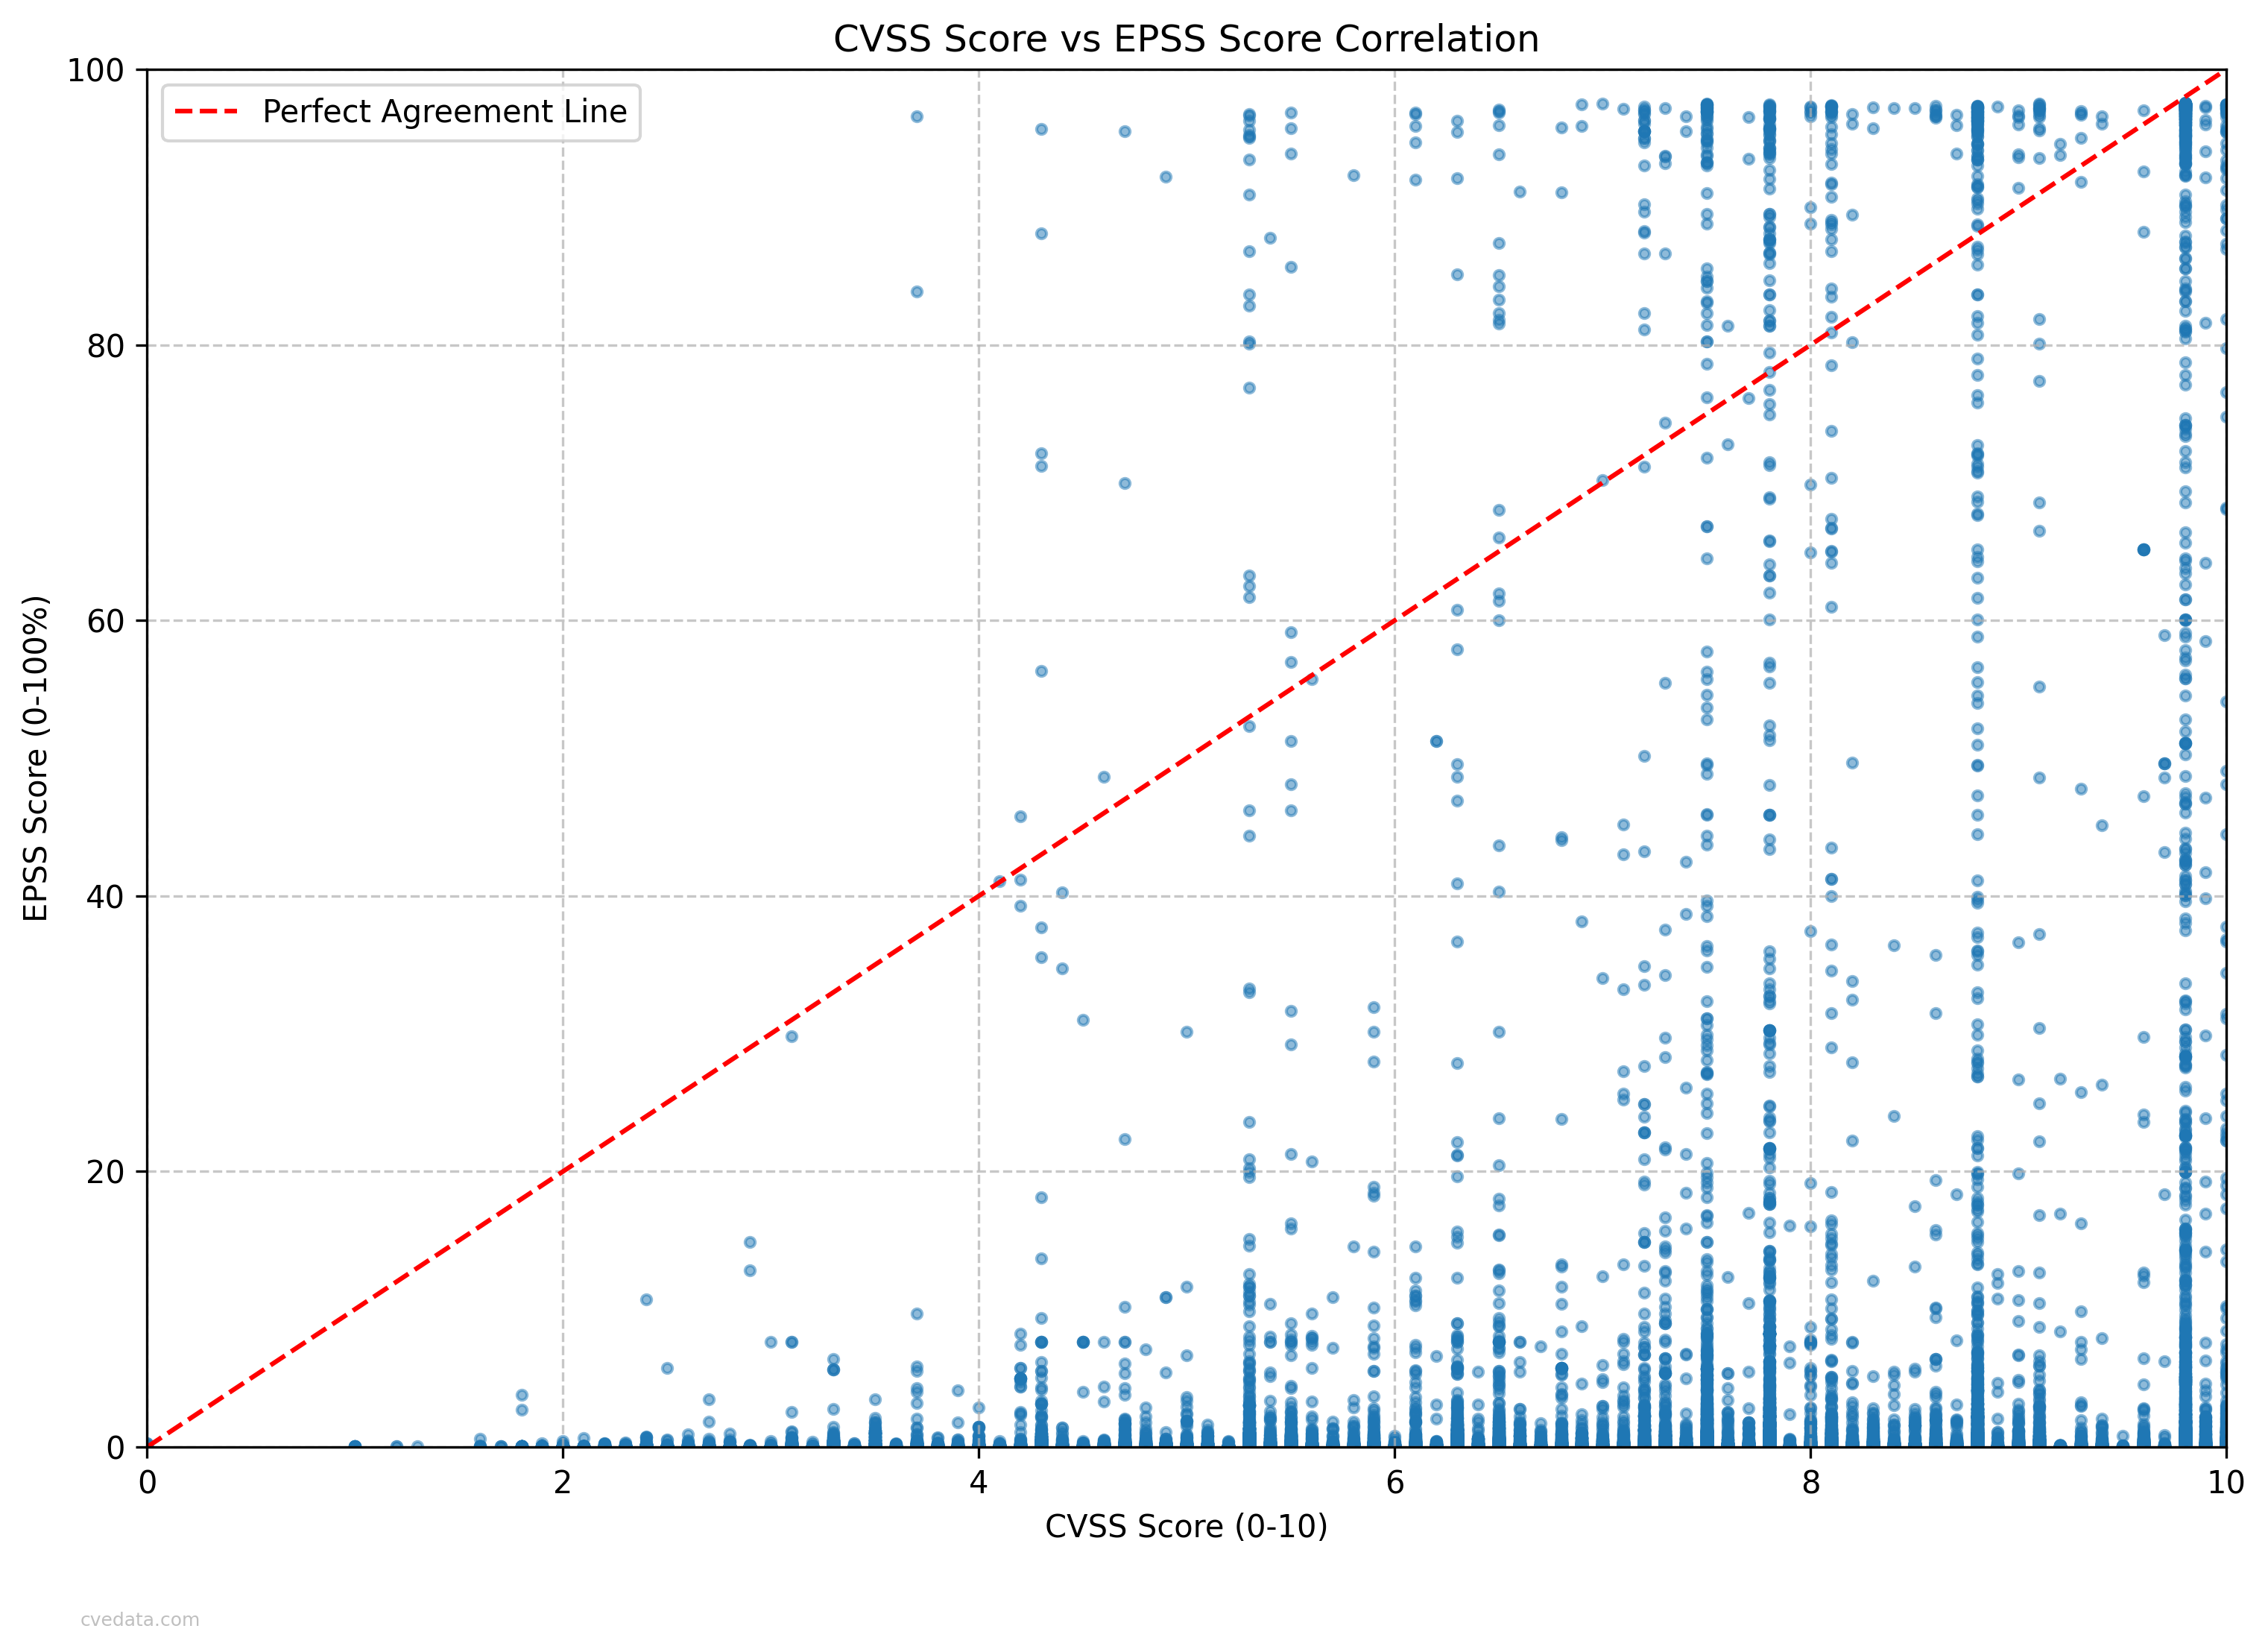 CVSS Score vs EPSS Score Correlation
100
Perfect Agreement Line
80
60
40
20
0
EPSS Score (0-100%)
0
2
4
6
8
10
CVSS Score (0-10)
cvedata.com